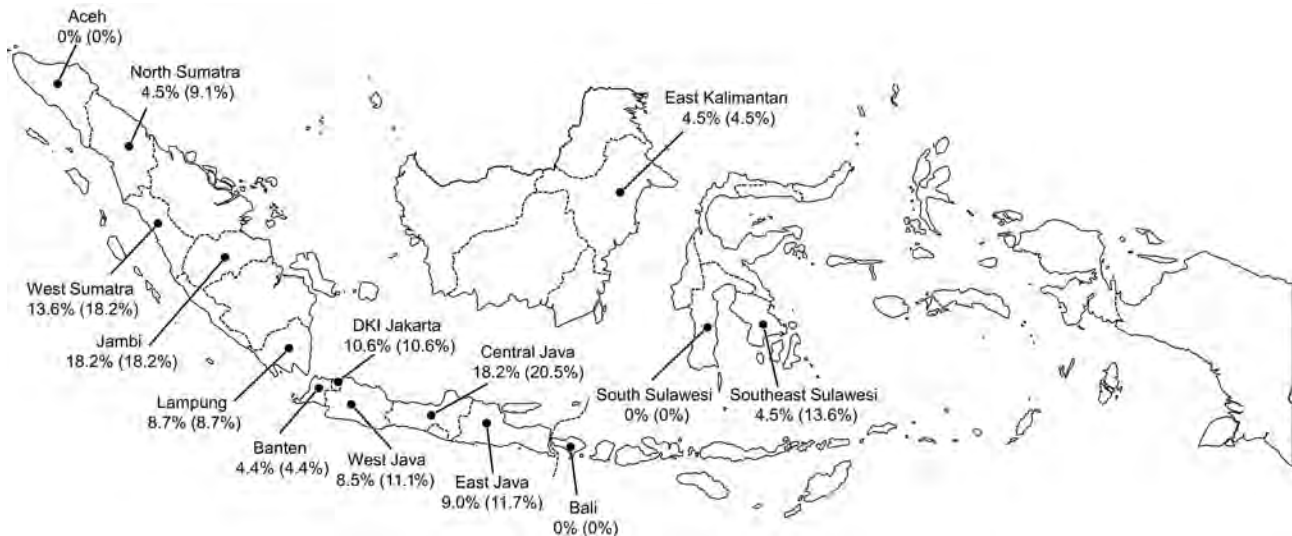 Aceh
0% (0%)
North Sumatra
4.5% (9.1%)
East Kalimantan
4.5% (4.5%)
West Sumatra
13.6% (18.2%)
Jambi
18.2% (18.2%)
DKI Jakarta
10.6% (10.6%)
Central Java
18.2% (20.5%)
Lampung
8.7% (8.7%)
Banten
4.4% (4.4%)
West Java
8.5% (11.1%)
East Java
9.0% (11.7%)
Bali
0% (0%)
South Sulawesi
0% (0%)
Southeast Sulawesi
4.5% (13.6%)